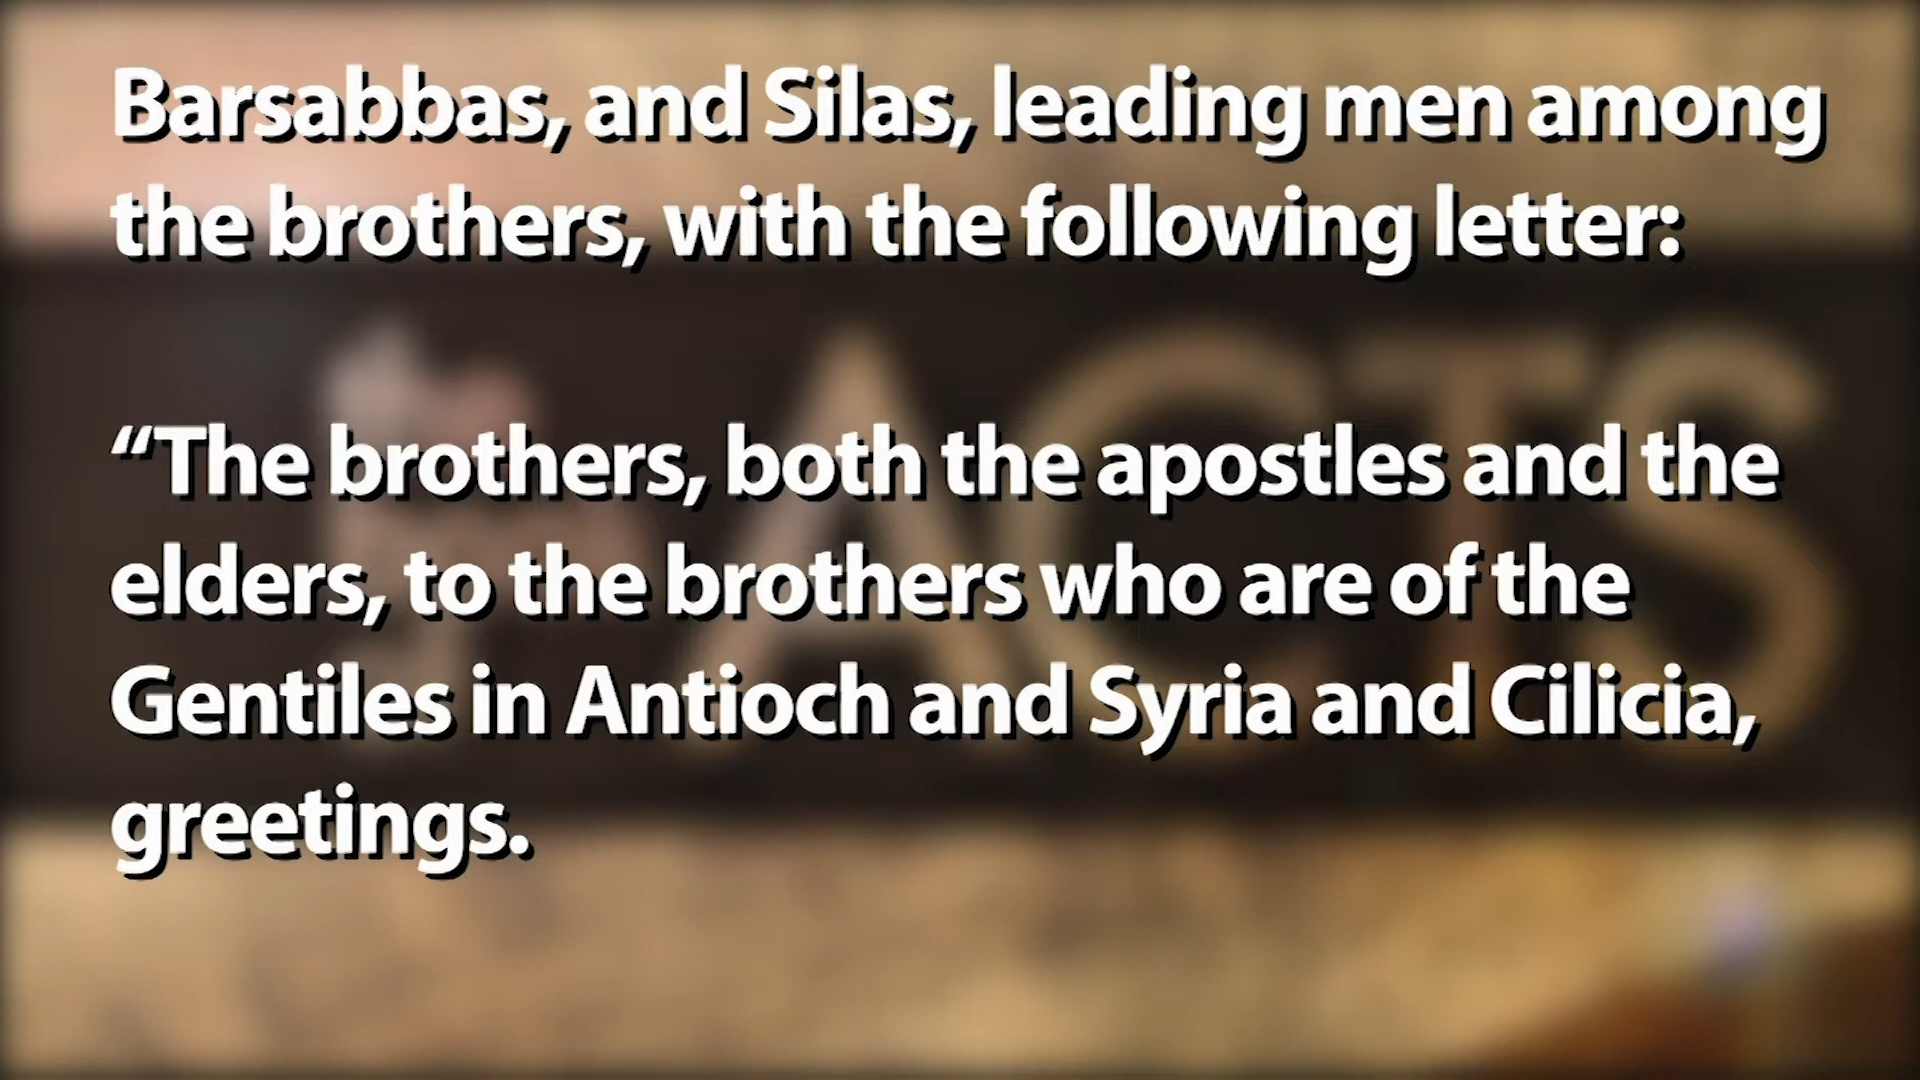 Barsabbas, and Silas, leading men among
the brothers, with the following letter:
“The brothers, both the apostles and the
elders, to the brothers who are of the
Gentiles in Antioch and Syria and Cilicia,
greetings.
ACTS